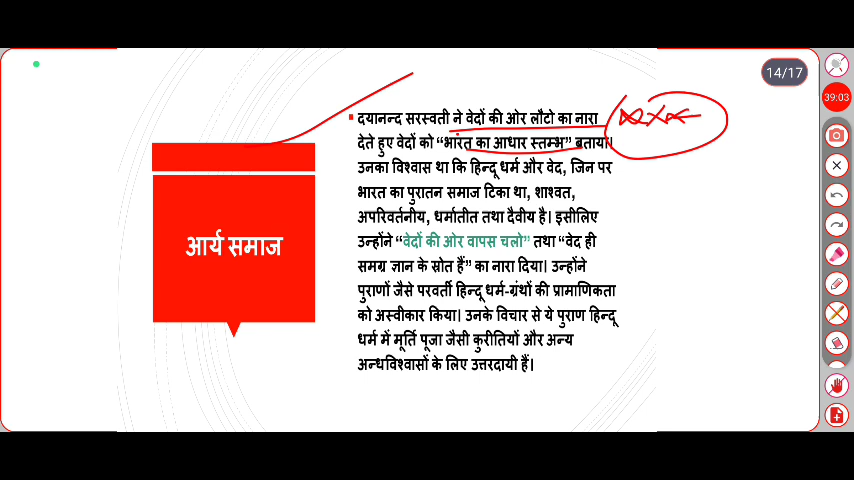 14/17
39:03
दयानन्द सरस्वती ने वेदों की ओर लौटो का नारा
देते हुए वेदों को “भारत का आधार स्तम्भ” बताया।
उनका विश्वास था कि हिन्दू धर्म और वेद, जिन पर
भारत का पुरातन समाज टिका था, शाश्वत,
अपरिवर्तनीय, धर्मातीत तथा दैवीय है। इसीलिए
उन्होंने “वेदों की ओर वापस चलो” तथा “वेद ही
समग्र ज्ञान के स्रोत हैं” का नारा दिया। उन्होंने
पुराणों जैसे परवर्ती हिन्दू धर्म-ग्रंथों की प्रामाणिकता
को अस्वीकार किया। उनके विचार से ये पुराण हिन्दू
धर्म में मूर्ति पूजा जैसी कुरीतियों और अन्य
अन्धविश्वासों के लिए उत्तरदायी हैं।
आर्य समाज